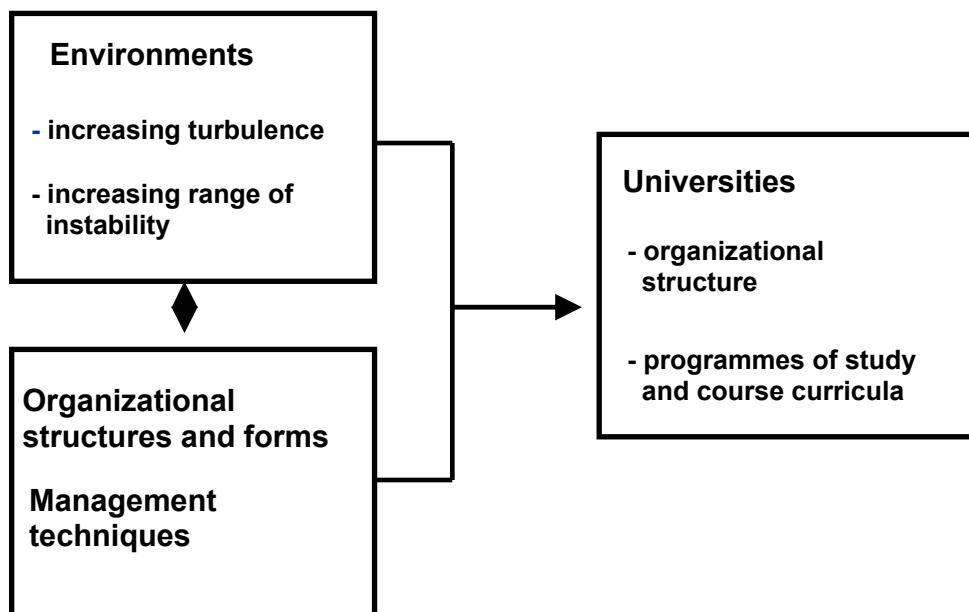 Environments
- increasing turbulence
- increasing range of
instability
Organizational
structures and forms
Management
techniques
Universities
- organizational
structure
- programmes of study
and course curricula